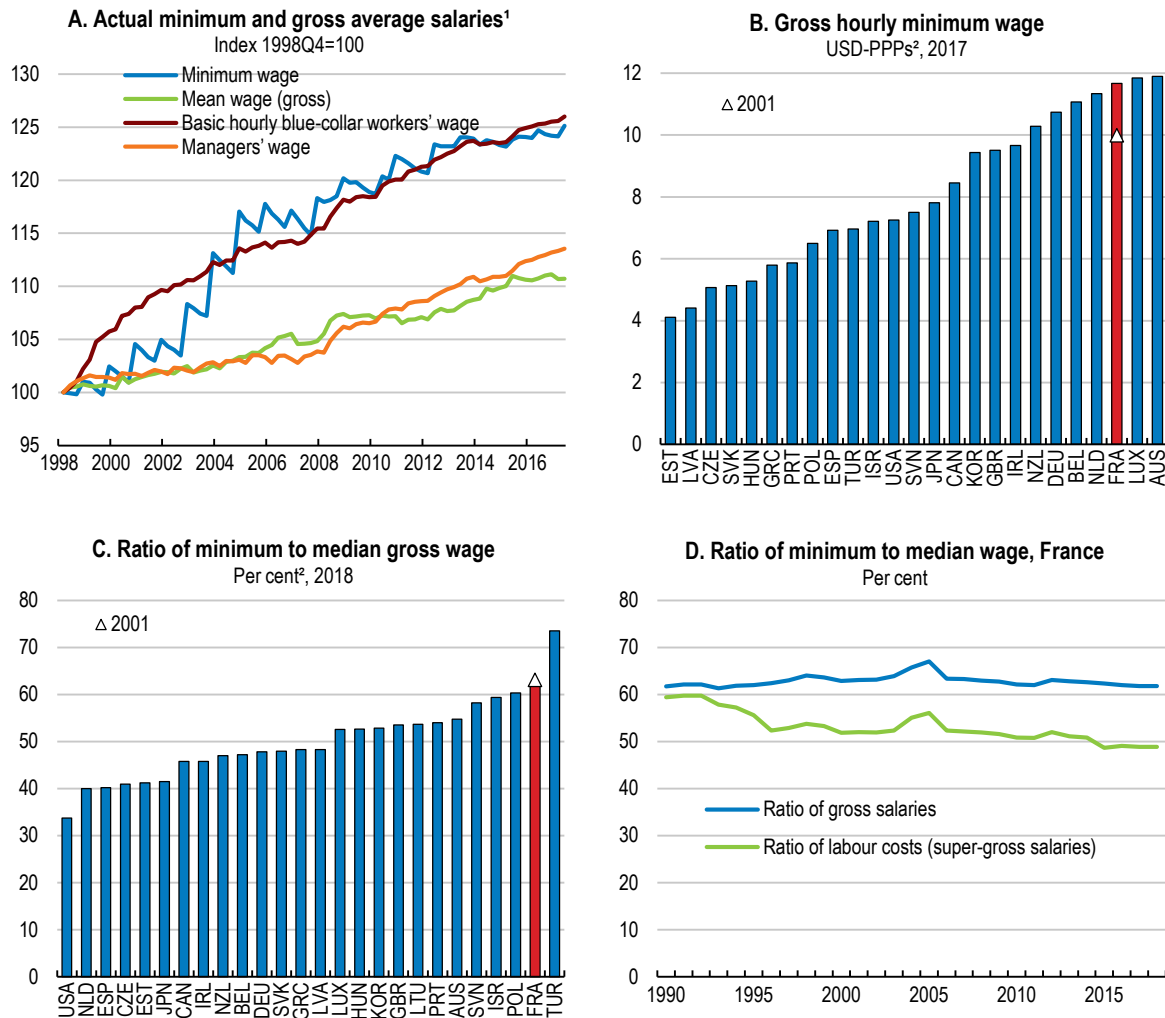 A. Actual minimum and gross average salaries¹
Index 1998Q4=100
130
125
120
115
110
105
100
95
Minimum wage
Mean wage (gross)
Basic hourly blue-collar workers' wage
Managers' wage
1998 2000 2002 2004 2006 2008 2010 2012 2014 2016
B. Gross hourly minimum wage
USD-PPPs², 2017
12
10
8
6
4
2
0
△ 2001
EST LVA CZE SVK HUN GRC PRT POL ESP TUR ISR USA SVN JPN CAN KOR GBR IRL NZL DEU BEL NLD FRA LUX AUS
C. Ratio of minimum to median gross wage
Per cent², 2018
80
70
60
50
40
30
20
10
0
△ 2001
USA NLD ESP CZE EST JPN CAN IRL NZL BEL DEU SVK GRC LVA LUX HUN KOR GBR LTU PRT AUS SVN ISR POL FRA TUR
D. Ratio of minimum to median wage, France
Per cent
80
70
60
50
40
30
20
10
0
Ratio of gross salaries
Ratio of labour costs (super-gross salaries)
1990 1995 2000 2005 2010 2015